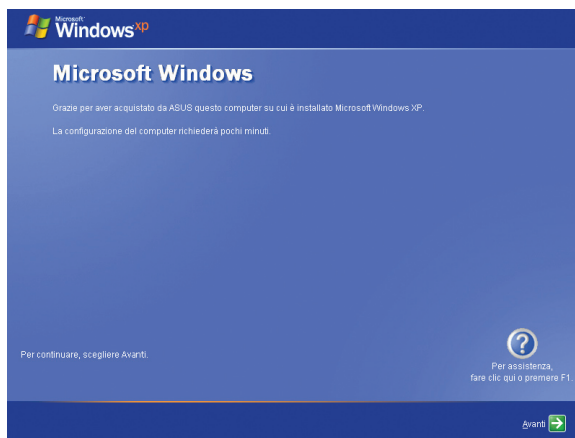 Microsoft
Windows xp
Microsoft Windows
Grazie per aver acquistato da ASUS questo computer su cui è installato Microsoft Windows XP.
La configurazione del computer richiederà pochi minuti.
Per continuare, scegliere Avanti.
Per assistenza,
fare clic qui o premere F1.
Avanti